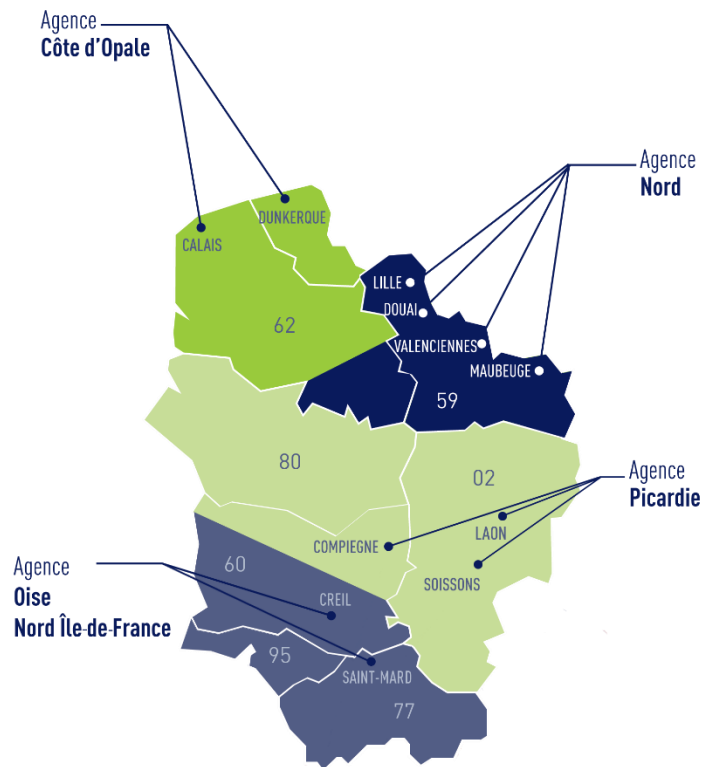 Agence
Côte d'Opale
Agence
Nord
DUNKERQUE
CALAIS
LILLE
DOUAI
62
VALENCIENNES
MAUBEUGE
59
80
02
Agence
Picardie
LAON
COMPIEGNE
SOISSONS
Agence
Oise
Nord Île-de-France
60
CREIL
95
SAINT-MARD
77